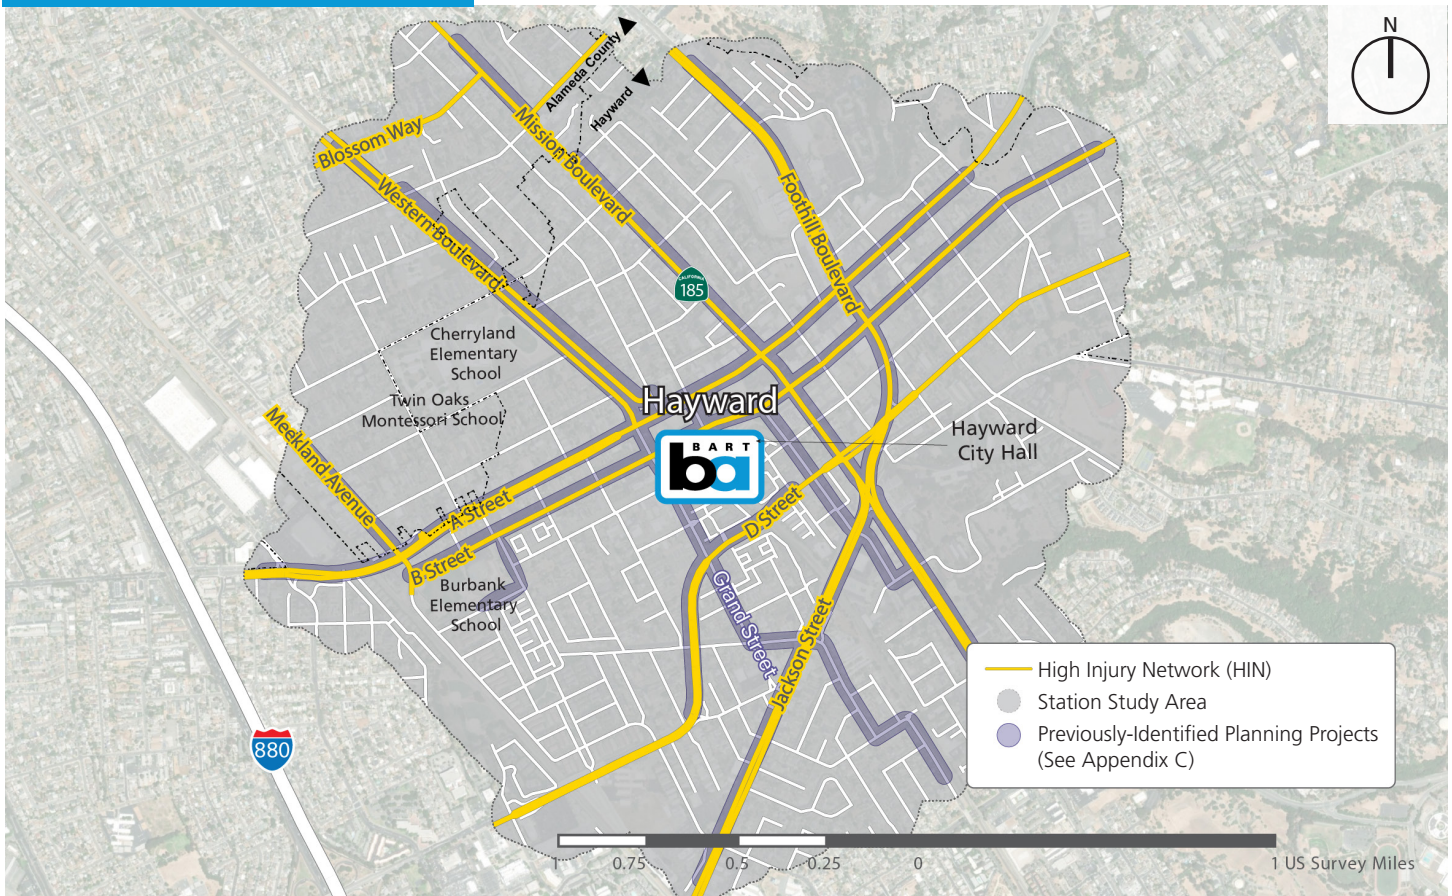 N
Alameda County
Hayward
Blossom Way
Mission Boulevard
Western Boulevard
Foothill Boulevard
CALIFORNIA
185
Cherryland
Elementary
School
Twin Oaks
Montessori School
Hayward
BART
ba
Hayward
City Hall
Meekland Avenue
A Street
B Street
D Street
Burbank
Elementary
School
Grand Street
Jackson Street
880
High Injury Network (HIN)
Station Study Area
Previously-Identified Planning Projects
(See Appendix C)
1 0.75 0.5 0.25 0 1 US Survey Miles